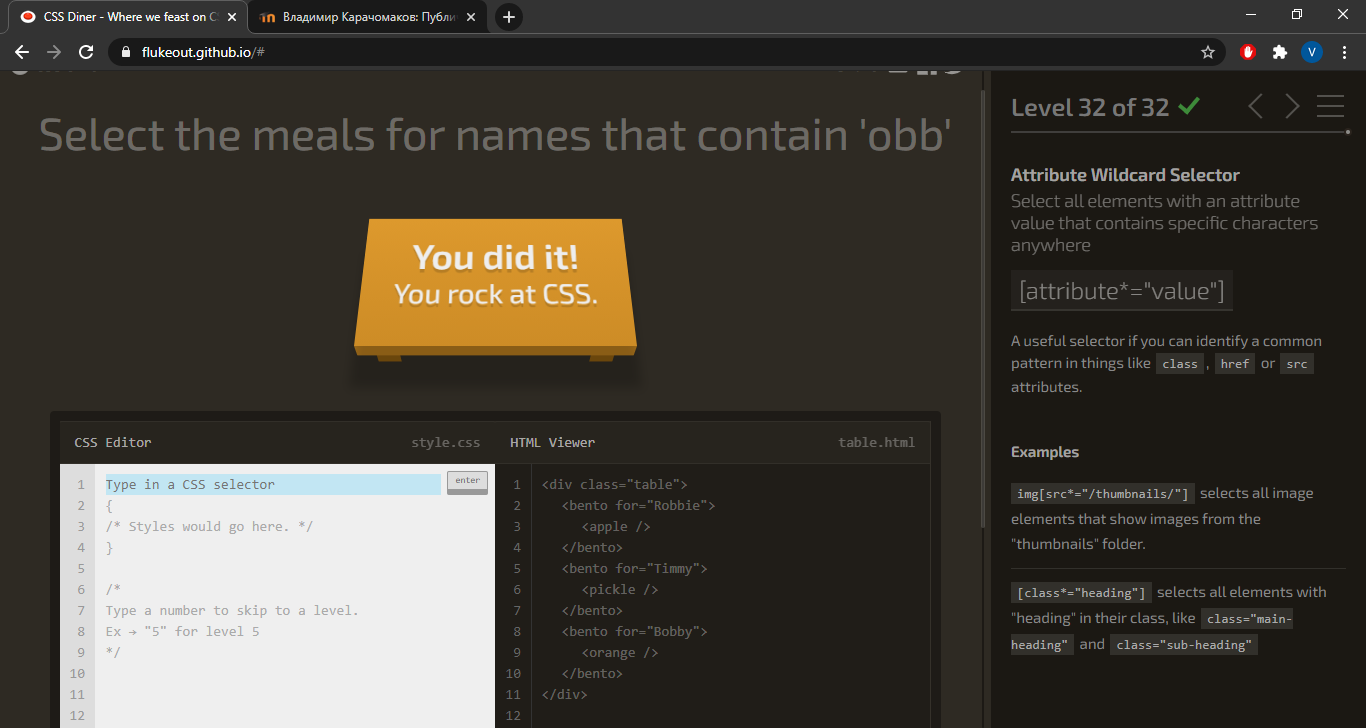 CSS Diner - Where we feast on C
Владимир Карачомаков: Публи
flukeout.github.io/#
V
Select the meals for names that contain 'obb'
You did it!
You rock at CSS.
CSS Editor
style.css
HTML Viewer
table.html
1
2
3
4
5
6
7
8
9
10
11
12
Type in a CSS selector
enter
{
/* Styles would go here. */
}
/*
Type a number to skip to a level.
Ex → "5" for level 5
*/
1 <div class="table">
2 <bento for="Robbie">
3 <apple />
4 </bento>
5 <bento for="Timmy">
6 <pickle />
7 </bento>
8 <bento for="Bobby">
9 <orange />
10 </bento>
11 </div>
12
Level 32 of 32
Attribute Wildcard Selector
Select all elements with an attribute
value that contains specific characters
anywhere
[attribute*="value"]
A useful selector if you can identify a common
pattern in things like class , href or src
attributes.
Examples
img[src*="/thumbnails/"] selects all image
elements that show images from the
"thumbnails" folder.
[class*="heading"] selects all elements with
"heading" in their class, like class="main-
heading" and class="sub-heading"